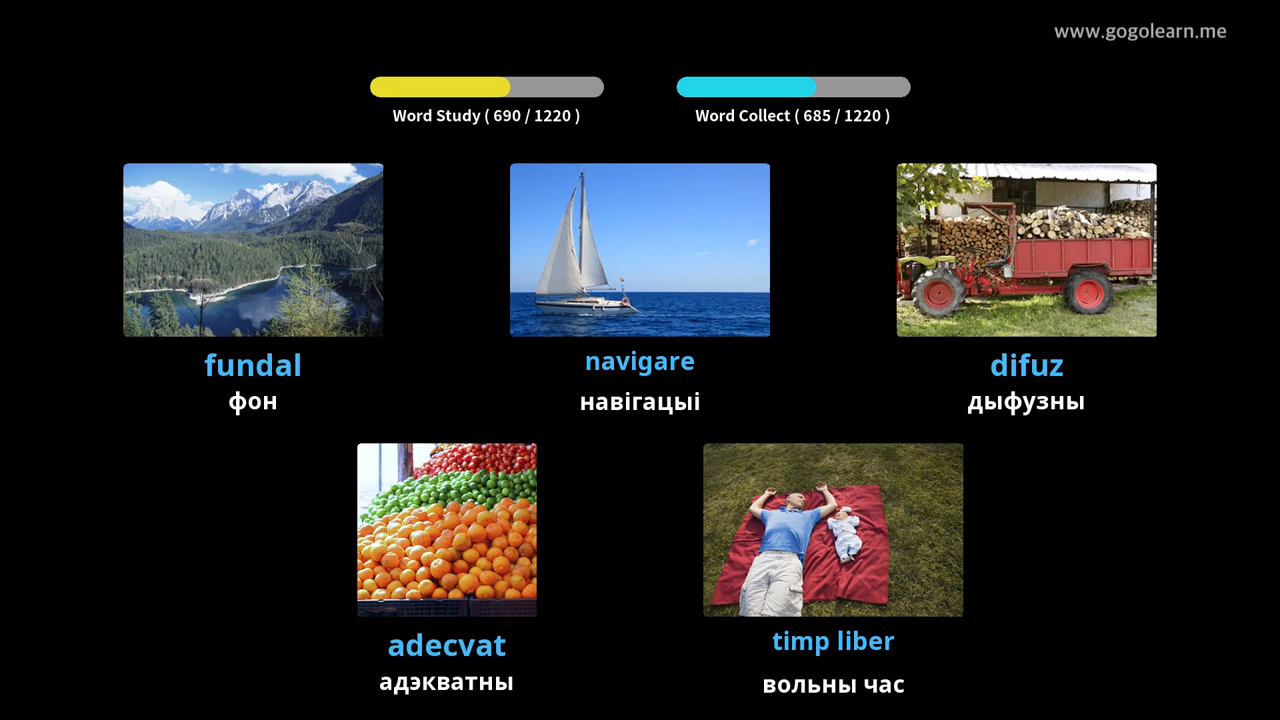 www.gogolearn.me
Word Study ( 690 / 1220 )
Word Collect ( 685 / 1220 )
fundal
фон
navigare
навігацыі
difuz
дыфузны
adecvat
адэкватны
timp liber
вольны час